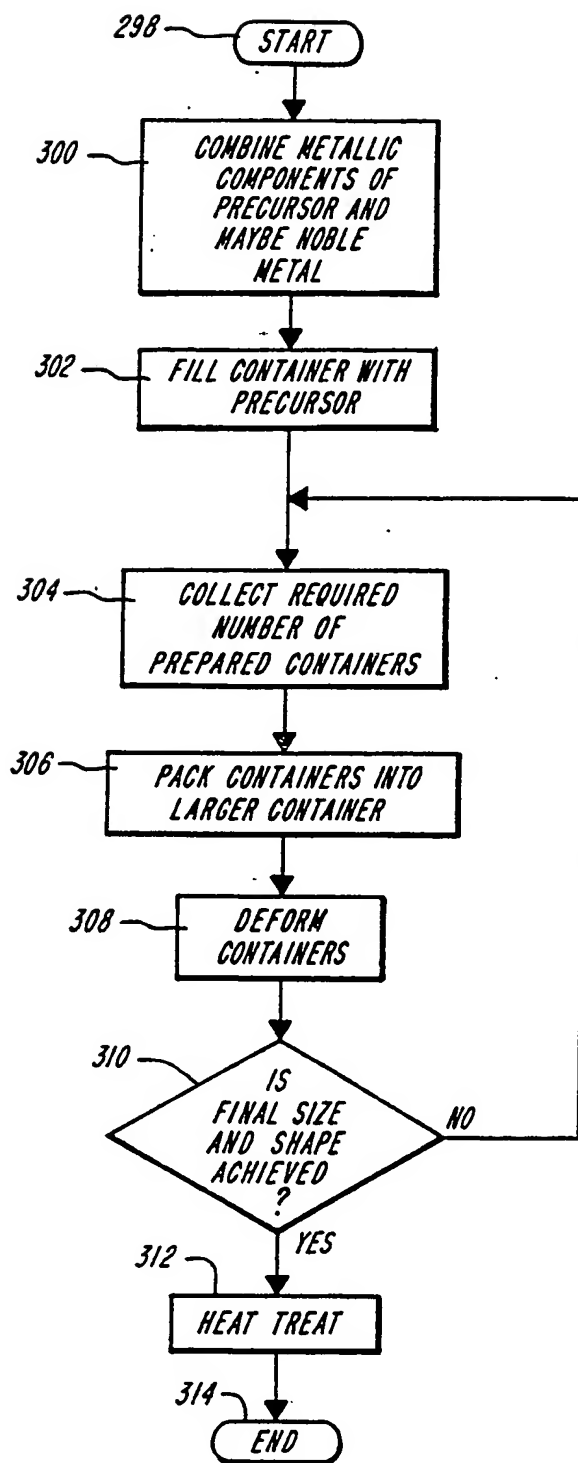 298
START
300
COMBINE METALLIC
COMPONENTS OF
PRECURSOR AND
MAYBE NOBLE
METAL
302
FILL CONTAINER WITH
PRECURSOR
304
COLLECT REQUIRED
NUMBER OF
PREPARED CONTAINERS
306
PACK CONTAINERS INTO
LARGER CONTAINER
308
DEFORM
CONTAINERS
310
IS
FINAL SIZE
AND SHAPE
ACHIEVED
?
NO
YES
312
HEAT TREAT
314
END